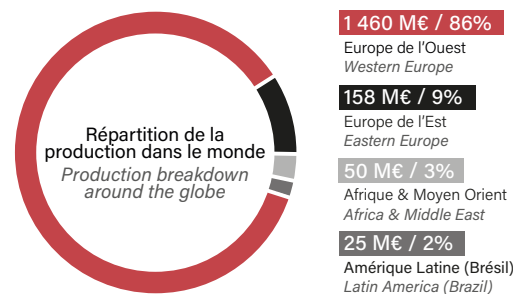 Répartition de la
production dans le monde
Production breakdown
around the globe
1 460 M€ / 86%
Europe de l'Ouest
Western Europe
158 M€ / 9%
Europe de l'Est
Eastern Europe
50 M€ / 3%
Afrique & Moyen Orient
Africa & Middle East
25 M€ / 2%
Amérique Latine (Brésil)
Latin America (Brazil)